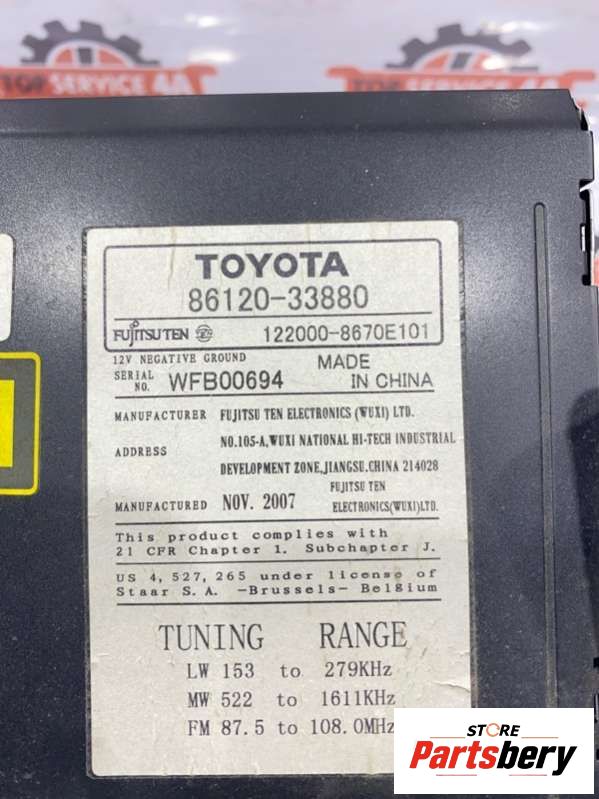 TOPSERVICE4A
TOPSERVICE4A
TOYOTA
86120-33880
FUJITSU TEN 122000-8670E101
12V NEGATIVE GROUND
SERIAL NO. WFB00694
MADE IN CHINA
MANUFACTURER FUJITSU TEN ELECTRONICS (WUXI) LTD.
ADDRESS NO.105-A,WUXI NATIONAL HI-TECH INDUSTRIAL
DEVELOPMENT ZONE,JIANGSU,CHINA 214028
MANUFACTURED NOV. 2007 FUJITSU TEN
ELECTRONICS(WUXI)LTD.
This product complies with
21 CFR Chapter 1. Subchapter J.
US 4,527,265 under license of
Staar S.A. -Brussels- Belgium
TUNING RANGE
LW 153 to 279KHz
MW 522 to 1611KHz
FM 87.5 to 108.0MHz
STORE
Partsbery